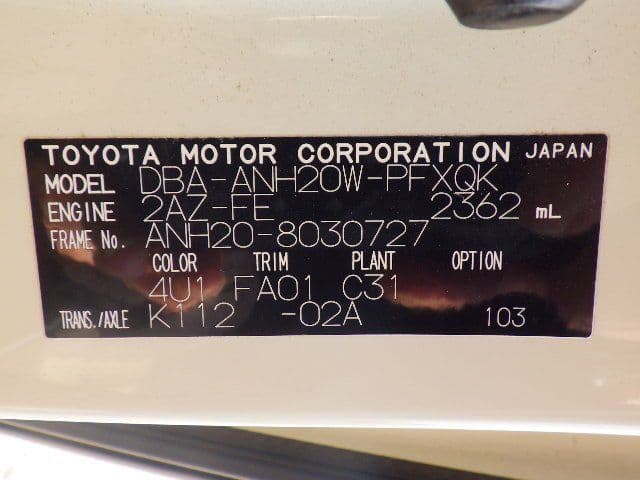 TOYOTA MOTOR CORPORATION JAPAN
MODEL DBA-ANH20W-PFXQK
ENGINE 2AZ-FE 2362 mL
FRAME No. ANH20-8030727
COLOR TRIM PLANT OPTION
4U1 FA01 C31
TRANS./AXLE K112 -02A 103